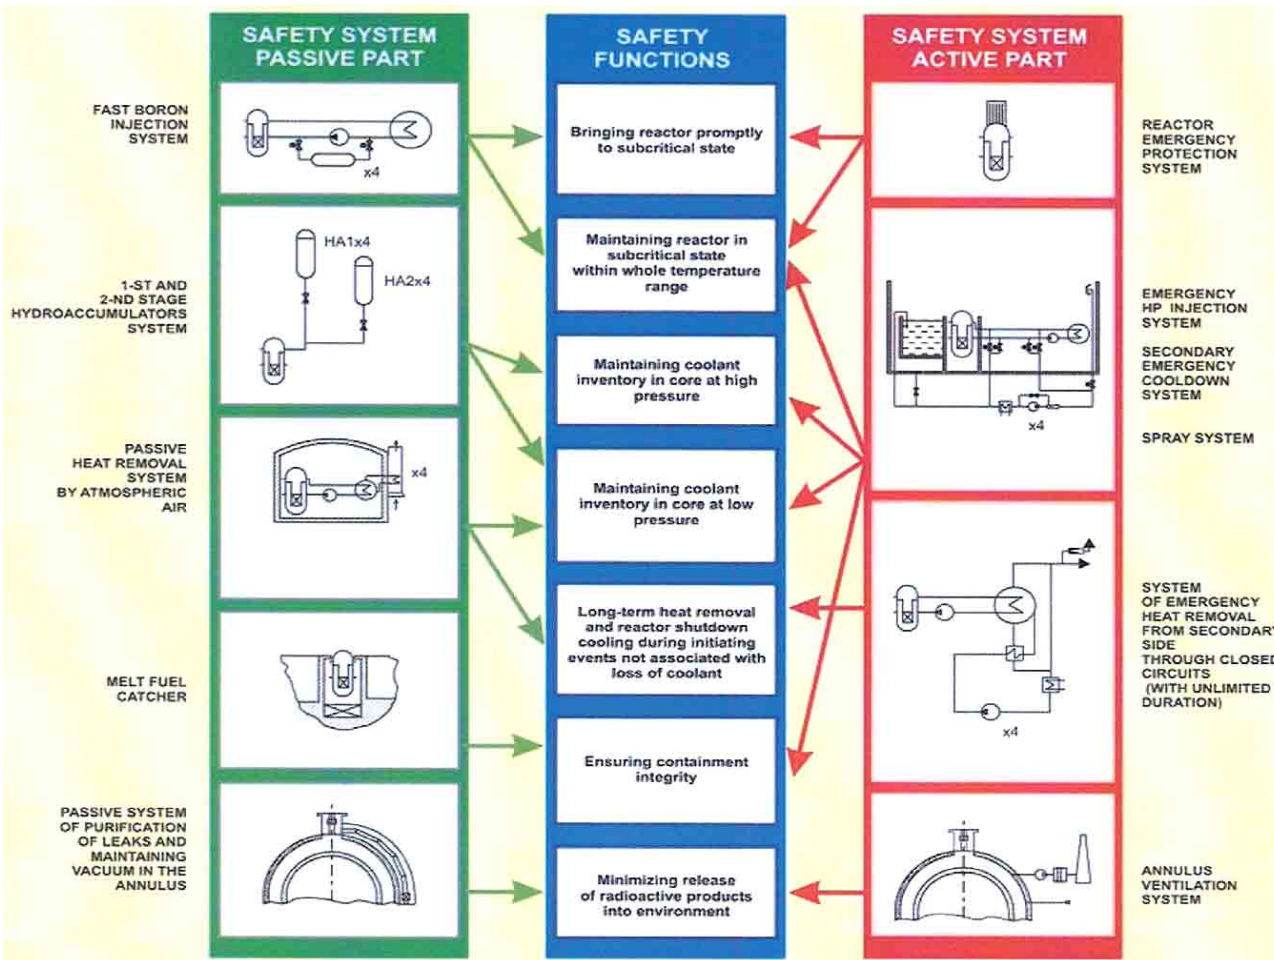 SAFETY SYSTEM
PASSIVE PART
FAST BORON
INJECTION
SYSTEM
x4
1-ST AND
2-ND STAGE
HYDROACCUMULATORS
SYSTEM
HA1x4
HA2x4
PASSIVE
HEAT REMOVAL
SYSTEM
BY ATMOSPHERIC
AIR
x4
MELT FUEL
CATCHER
PASSIVE SYSTEM
OF PURIFICATION
OF LEAKS AND
MAINTAINING
VACUUM IN THE
ANNULUS
SAFETY
FUNCTIONS
Bringing reactor promptly
to subcritical state
Maintaining reactor in
subcritical state
within whole temperature
range
Maintaining coolant
inventory in core at high
pressure
Maintaining coolant
inventory in core at low
pressure
Long-term heat removal
and reactor shutdown
cooling during initiating
events not associated with
loss of coolant
Ensuring containment
integrity
Minimizing release
of radioactive products
into environment
SAFETY SYSTEM
ACTIVE PART
REACTOR
EMERGENCY
PROTECTION
SYSTEM
EMERGENCY
HP INJECTION
SYSTEM
SECONDARY
EMERGENCY
COOLDOWN
SYSTEM
SPRAY SYSTEM
x4
SYSTEM
OF EMERGENCY
HEAT REMOVAL
FROM SECONDARY
SIDE
THROUGH CLOSED
CIRCUITS
(WITH UNLIMITED
DURATION)
x4
ANNULUS
VENTILATION
SYSTEM